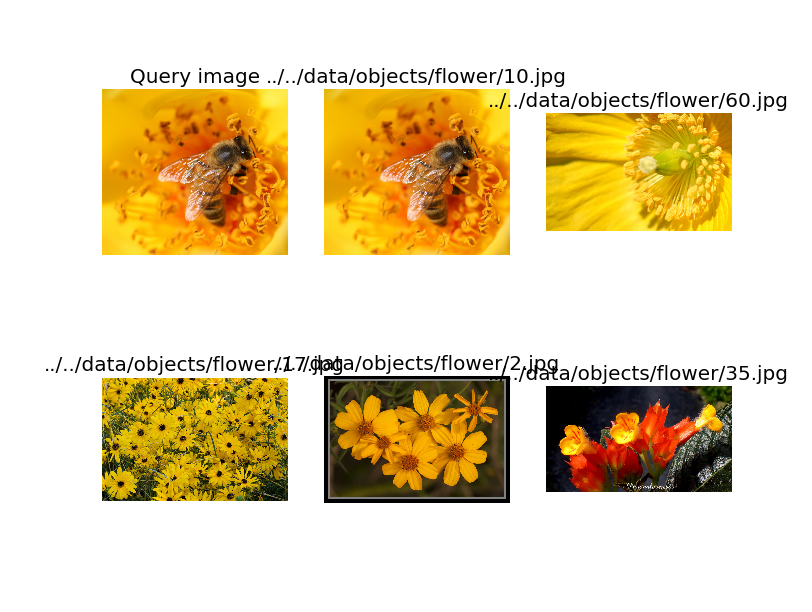 Query image
../../data/objects/flower/10.jpg
../../data/objects/flower/60.jpg
../../data/objects/flower/17.jpg
../../data/objects/flower/2.jpg
../../data/objects/flower/35.jpg